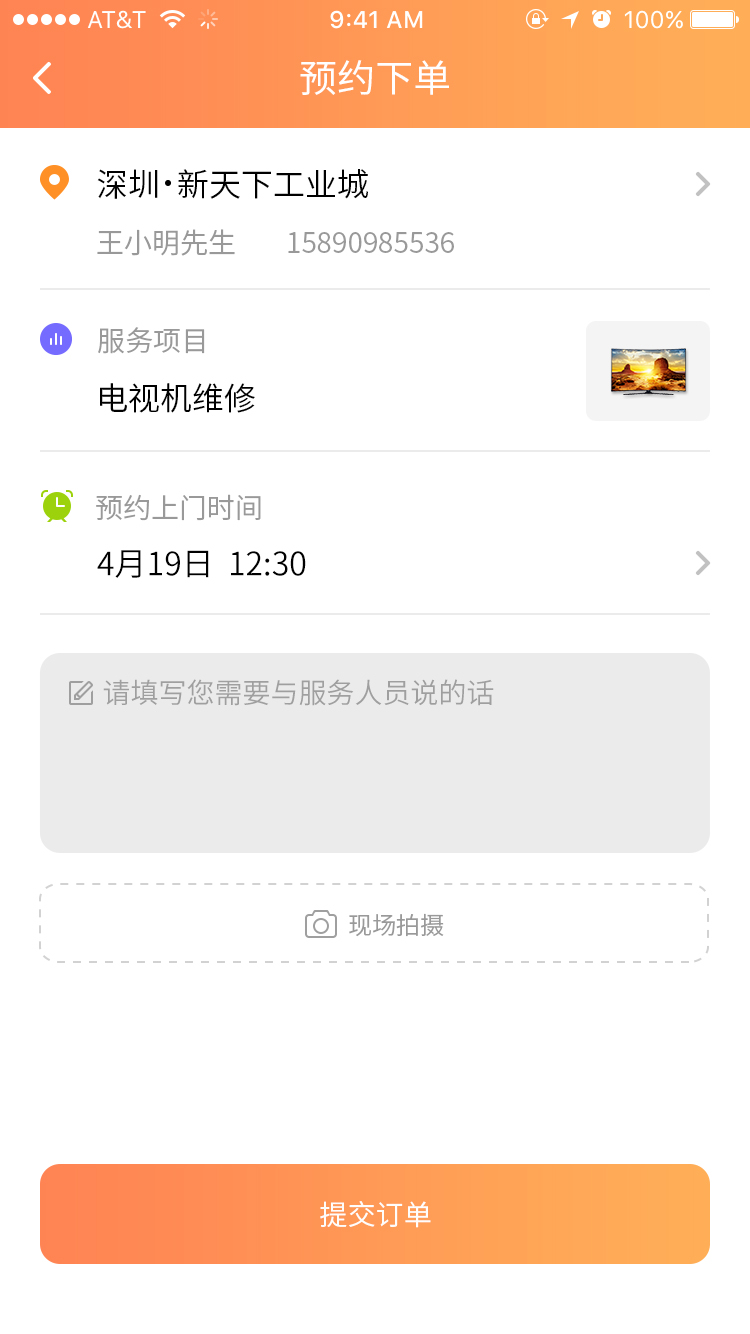 AT&T 9:41 AM 100%
预约下单
深圳·新天下工业城
王小明先生 15890985536
服务项目
电视机维修
预约上门时间
4月19日 12:30
请填写您需要与服务人员说的话
现场拍摄
提交订单